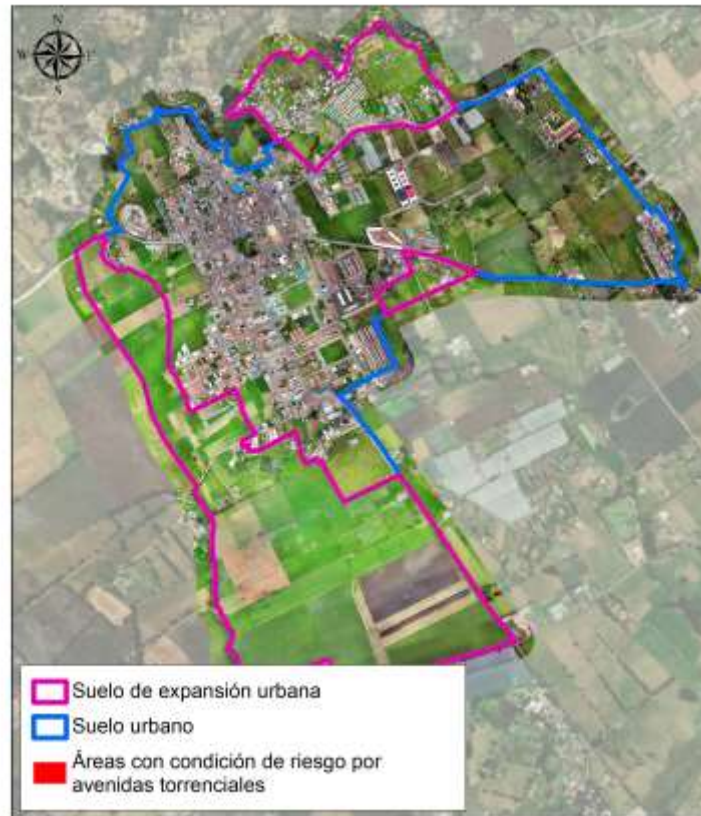 N
W
E
S
Suelo de expansión urbana
Suelo urbano
Áreas con condición de riesgo por
avenidas torrenciales